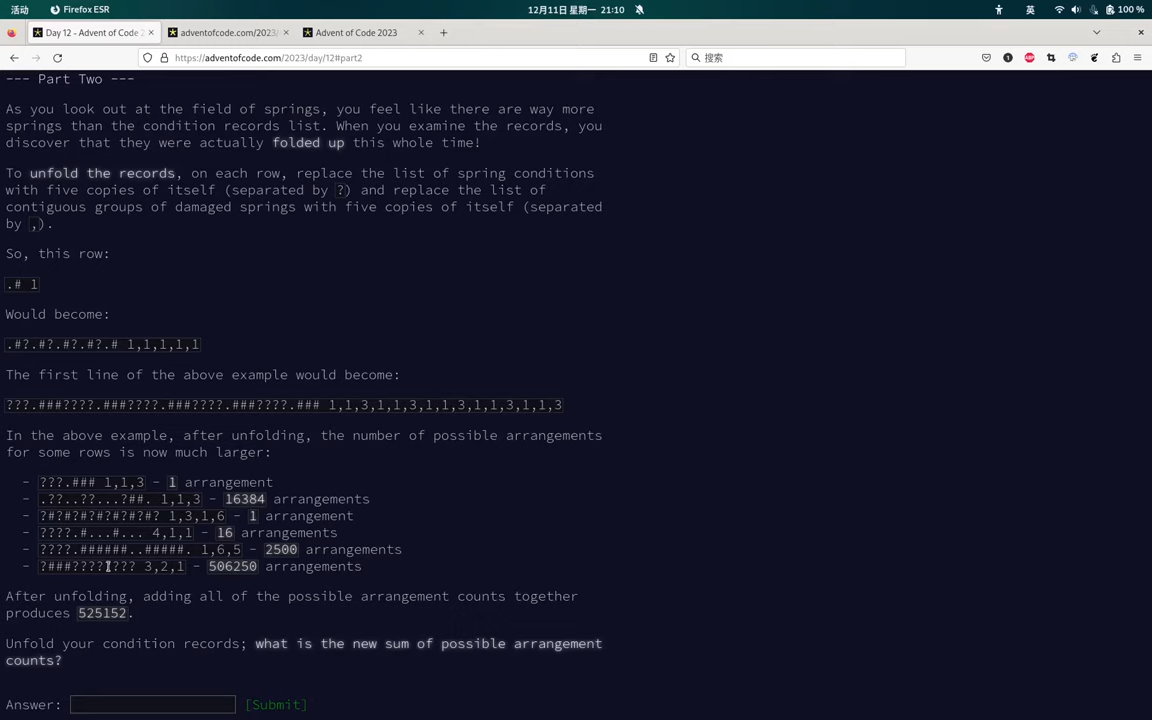 活动 Firefox ESR 12月11日 星期一 21:10 英 100 %
Day 12 - Advent of Code 2 adventofcode.com/2023/ Advent of Code 2023
https://adventofcode.com/2023/day/12#part2 搜索
--- Part Two ---
As you look out at the field of springs, you feel like there are way more
springs than the condition records list. When you examine the records, you
discover that they were actually folded up this whole time!
To unfold the records, on each row, replace the list of spring conditions
with five copies of itself (separated by ?) and replace the list of
contiguous groups of damaged springs with five copies of itself (separated
by ,).
So, this row:
.# 1
Would become:
.#?.#?.#?.#?.# 1,1,1,1,1
The first line of the above example would become:
???.###????.###????.###????.###????.### 1,1,3,1,1,3,1,1,3,1,1,3,1,1,3
In the above example, after unfolding, the number of possible arrangements
for some rows is now much larger:
- ???.### 1,1,3 - 1 arrangement
- .??..??...?##. 1,1,3 - 16384 arrangements
- ?#?#?#?#?#?#?#? 1,3,1,6 - 1 arrangement
- ????.#...#... 4,1,1 - 16 arrangements
- ????.######..#####. 1,6,5 - 2500 arrangements
- ?###???????? 3,2,1 - 506250 arrangements
After unfolding, adding all of the possible arrangement counts together
produces 525152.
Unfold your condition records; what is the new sum of possible arrangement
counts?
Answer: [Submit]